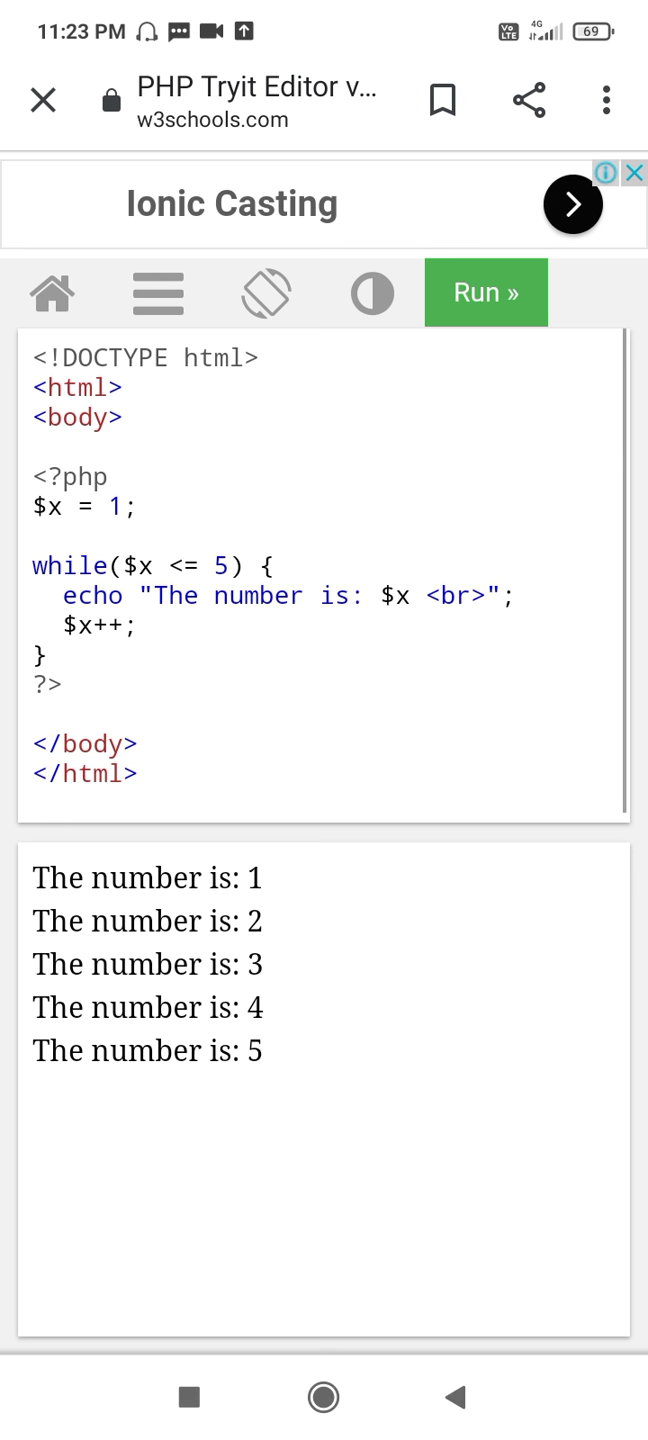 11:23 PM
Vo LTE 4G 69
PHP Tryit Editor v...
w3schools.com
Ionic Casting
Run »
<!DOCTYPE html>
<html>
<body>
<?php
$x = 1;
while($x <= 5) {
echo "The number is: $x <br>";
$x++;
}
?>
</body>
</html>
The number is: 1
The number is: 2
The number is: 3
The number is: 4
The number is: 5